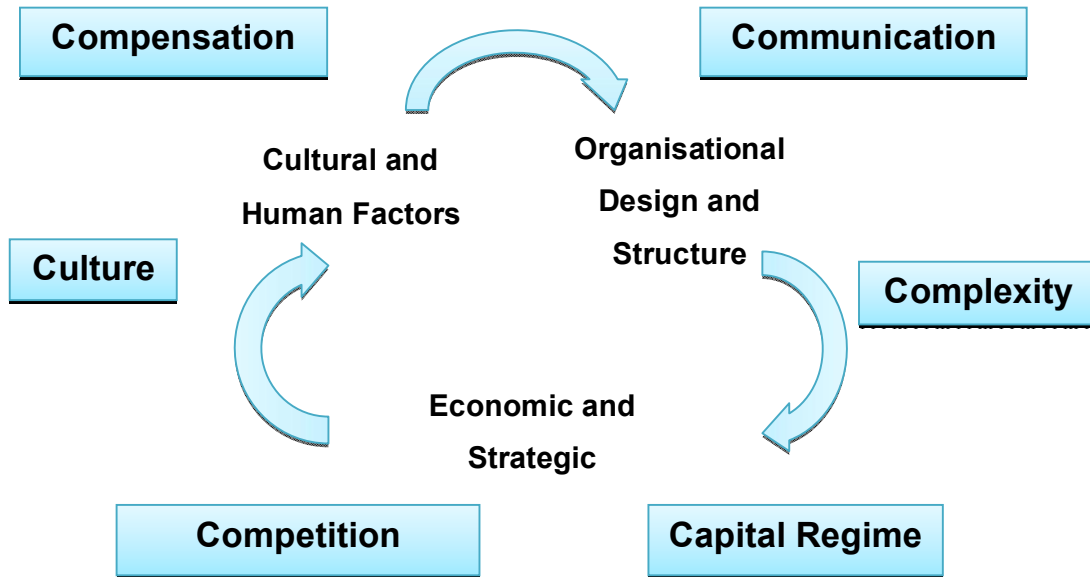 Compensation
Communication
Cultural and
Human Factors
Organisational
Design and
Structure
Culture
Complexity
Economic and
Strategic
Competition
Capital Regime